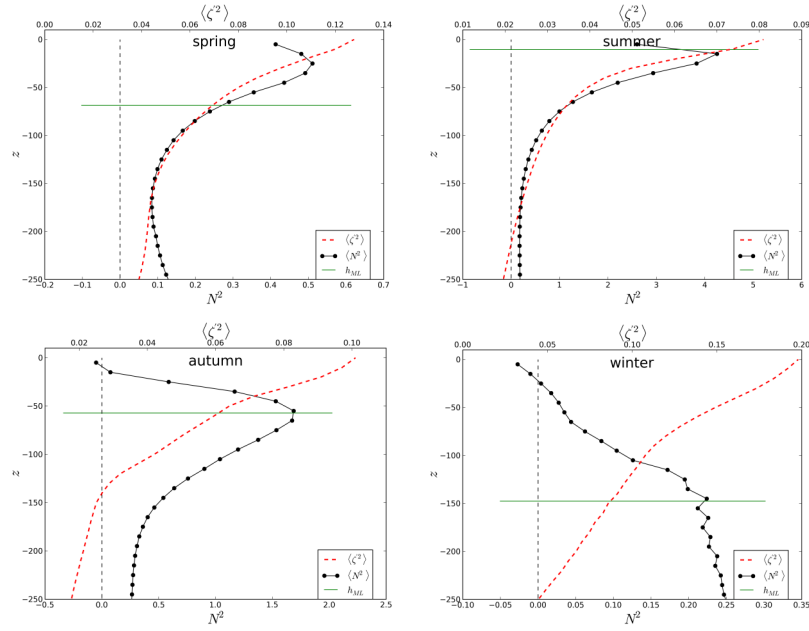 ⟨ζ′²⟩
0.00 0.02 0.04 0.06 0.08 0.10 0.12 0.14
spring
0
−50
−100
−150
−200
−250
z
⟨ζ′²⟩
⟨N²⟩
h_ML
−0.2 −0.1 0.0 0.1 0.2 0.3 0.4 0.5 0.6 0.7
N²
⟨ζ′²⟩
0.01 0.02 0.03 0.04 0.05 0.06 0.07 0.08 0.09
summer
0
−50
−100
−150
−200
−250
z
⟨ζ′²⟩
⟨N²⟩
h_ML
−1 0 1 2 3 4 5 6
N²
⟨ζ′²⟩
0.02 0.04 0.06 0.08 0.10
autumn
0
−50
−100
−150
−200
−250
z
⟨ζ′²⟩
⟨N²⟩
h_ML
−0.5 0.0 0.5 1.0 1.5 2.0 2.5
N²
⟨ζ′²⟩
0.00 0.05 0.10 0.15 0.20
winter
0
−50
−100
−150
−200
−250
z
⟨ζ′²⟩
⟨N²⟩
h_ML
−0.10 −0.05 0.00 0.05 0.10 0.15 0.20 0.25 0.30 0.35
N²